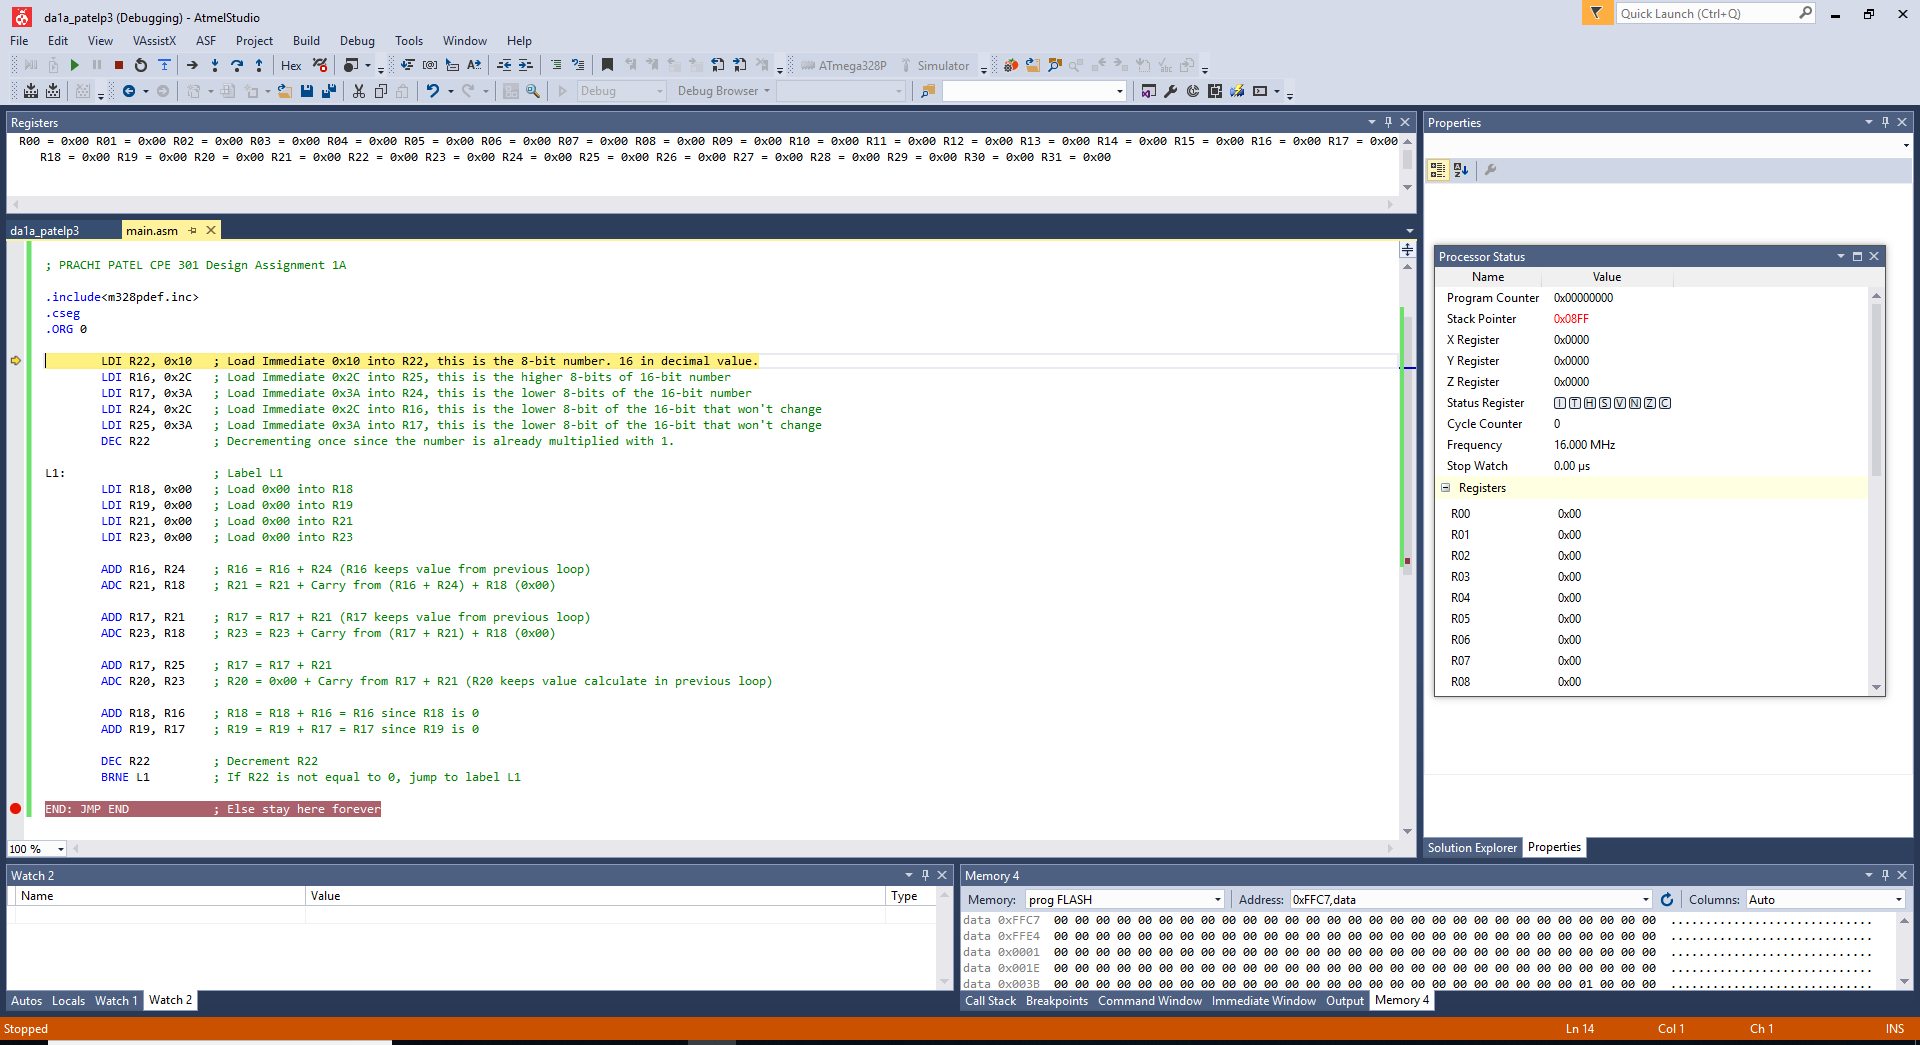 da1a_patelp3 (Debugging) - AtmelStudio
Quick Launch (Ctrl+Q)
File Edit View VAssistX ASF Project Build Debug Tools Window Help
Hex ATmega328P Simulator
Debug Debug Browser
Registers
R00 = 0x00 R01 = 0x00 R02 = 0x00 R03 = 0x00 R04 = 0x00 R05 = 0x00 R06 = 0x00 R07 = 0x00 R08 = 0x00 R09 = 0x00 R10 = 0x00 R11 = 0x00 R12 = 0x00 R13 = 0x00 R14 = 0x00 R15 = 0x00 R16 = 0x00 R17 = 0x00
R18 = 0x00 R19 = 0x00 R20 = 0x00 R21 = 0x00 R22 = 0x00 R23 = 0x00 R24 = 0x00 R25 = 0x00 R26 = 0x00 R27 = 0x00 R28 = 0x00 R29 = 0x00 R30 = 0x00 R31 = 0x00
da1a_patelp3 main.asm
; PRACHI PATEL CPE 301 Design Assignment 1A
.include<m328pdef.inc>
.cseg
.ORG 0
LDI R22, 0x10 ; Load Immediate 0x10 into R22, this is the 8-bit number. 16 in decimal value.
LDI R16, 0x2C ; Load Immediate 0x2C into R25, this is the higher 8-bits of 16-bit number
LDI R17, 0x3A ; Load Immediate 0x3A into R24, this is the lower 8-bits of the 16-bit number
LDI R24, 0x2C ; Load Immediate 0x2C into R16, this is the lower 8-bit of the 16-bit that won't change
LDI R25, 0x3A ; Load Immediate 0x3A into R17, this is the lower 8-bit of the 16-bit that won't change
DEC R22 ; Decrementing once since the number is already multiplied with 1.
L1: ; Label L1
LDI R18, 0x00 ; Load 0x00 into R18
LDI R19, 0x00 ; Load 0x00 into R19
LDI R21, 0x00 ; Load 0x00 into R21
LDI R23, 0x00 ; Load 0x00 into R23
ADD R16, R24 ; R16 = R16 + R24 (R16 keeps value from previous loop)
ADC R21, R18 ; R21 = R21 + Carry from (R16 + R24) + R18 (0x00)
ADD R17, R21 ; R17 = R17 + R21 (R17 keeps value from previous loop)
ADC R23, R18 ; R23 = R23 + Carry from (R17 + R21) + R18 (0x00)
ADD R17, R25 ; R17 = R17 + R21
ADC R20, R23 ; R20 = 0x00 + Carry from R17 + R21 (R20 keeps value calculate in previous loop)
ADD R18, R16 ; R18 = R18 + R16 = R16 since R18 is 0
ADD R19, R17 ; R19 = R19 + R17 = R17 since R19 is 0
DEC R22 ; Decrement R22
BRNE L1 ; If R22 is not equal to 0, jump to label L1
END: JMP END ; Else stay here forever
100 %
Properties
Processor Status
Name Value
Program Counter 0x00000000
Stack Pointer 0x08FF
X Register 0x0000
Y Register 0x0000
Z Register 0x0000
Status Register I T H S V N Z C
Cycle Counter 0
Frequency 16.000 MHz
Stop Watch 0.00 µs
Registers
R00 0x00
R01 0x00
R02 0x00
R03 0x00
R04 0x00
R05 0x00
R06 0x00
R07 0x00
R08 0x00
Solution Explorer Properties
Watch 2
Name Value Type
Autos Locals Watch 1 Watch 2
Memory 4
Memory: prog FLASH Address: 0xFFC7,data Columns: Auto
data 0xFFC7 00 00 00 00 00 00 00 00 00 00 00 00 00 00 00 00 00 00 00 00 00 00 00 00 00 00 00 00 00 .............................
data 0xFFE4 00 00 00 00 00 00 00 00 00 00 00 00 00 00 00 00 00 00 00 00 00 00 00 00 00 00 00 00 00 .............................
data 0x0001 00 00 00 00 00 00 00 00 00 00 00 00 00 00 00 00 00 00 00 00 00 00 00 00 00 00 00 00 00 .............................
data 0x001E 00 00 00 00 00 00 00 00 00 00 00 00 00 00 00 00 00 00 00 00 00 00 00 00 00 00 00 00 00 .............................
data 0x003B 00 00 00 00 00 00 00 00 00 00 00 00 00 00 00 00 00 00 00 00 00 00 00 00 00 01 00 00 00 .............................
Call Stack Breakpoints Command Window Immediate Window Output Memory 4
Stopped Ln 14 Col 1 Ch 1 INS